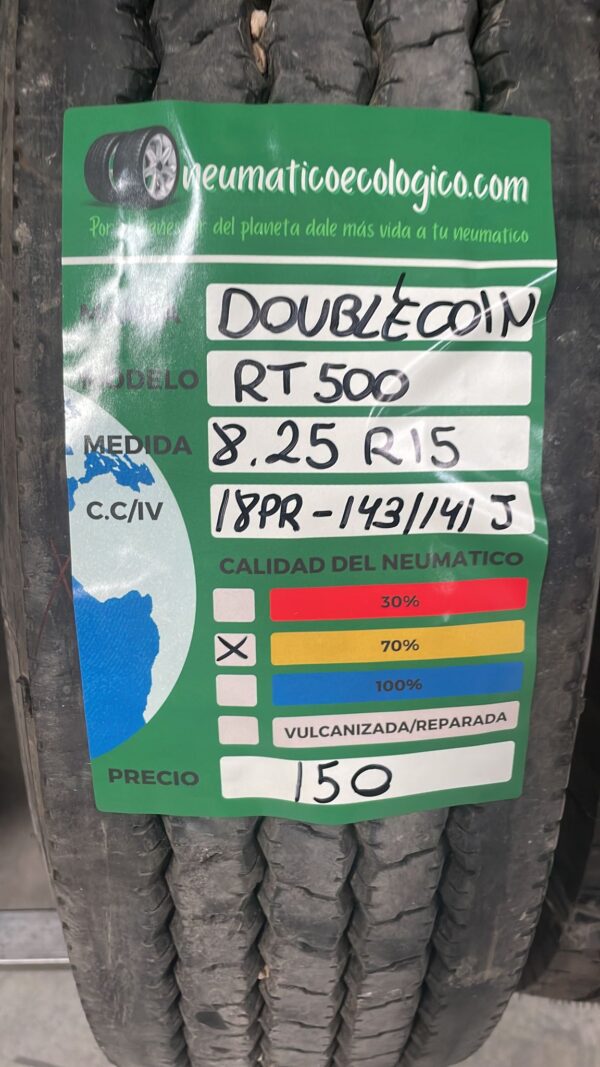 neumaticoecologico.com
del planeta dale más vida a tu neumatico
DOUBLECOIN
MODELO RT 500
MEDIDA 8.25 R15
C.C/IV 18PR-143/141 J
CALIDAD DEL NEUMATICO
30%
X 70%
100%
VULCANIZADA/REPARADA
PRECIO 150